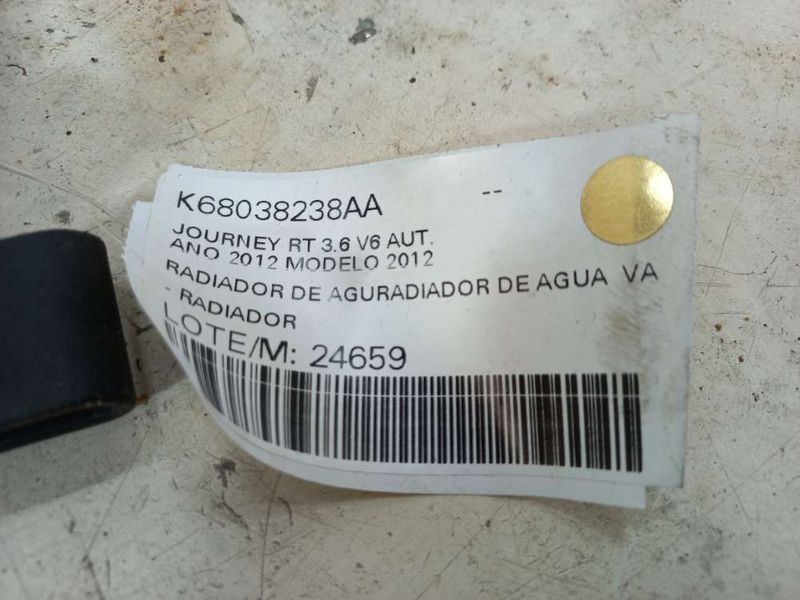 K68038238AA --
JOURNEY RT 3.6 V6 AUT.
ANO 2012 MODELO 2012
RADIADOR DE AGURADIADOR DE AGUA VA
- RADIADOR
LOTE/M: 24659